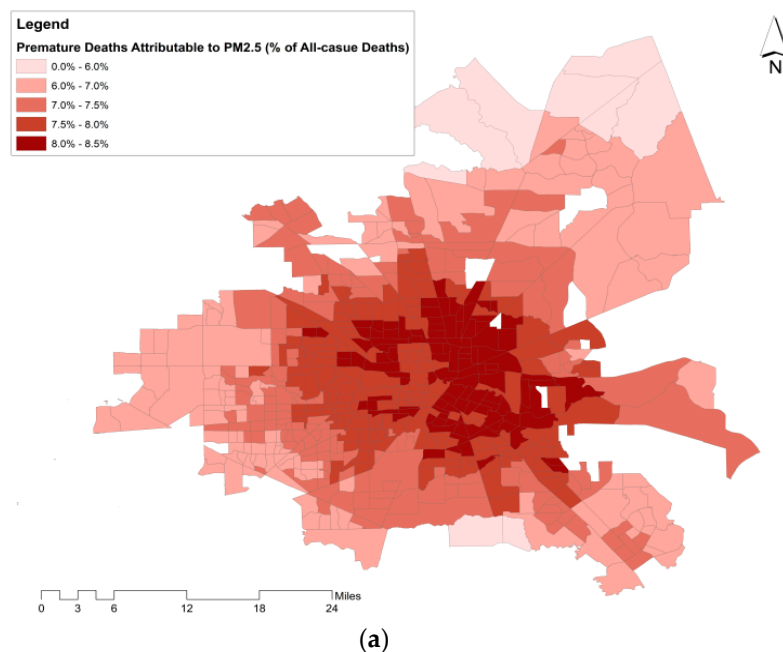 Legend
Premature Deaths Attributable to PM2.5 (% of All-casue Deaths)
0.0% - 6.0%
6.0% - 7.0%
7.0% - 7.5%
7.5% - 8.0%
8.0% - 8.5%
N
Miles
0 3 6 12 18 24
(a)